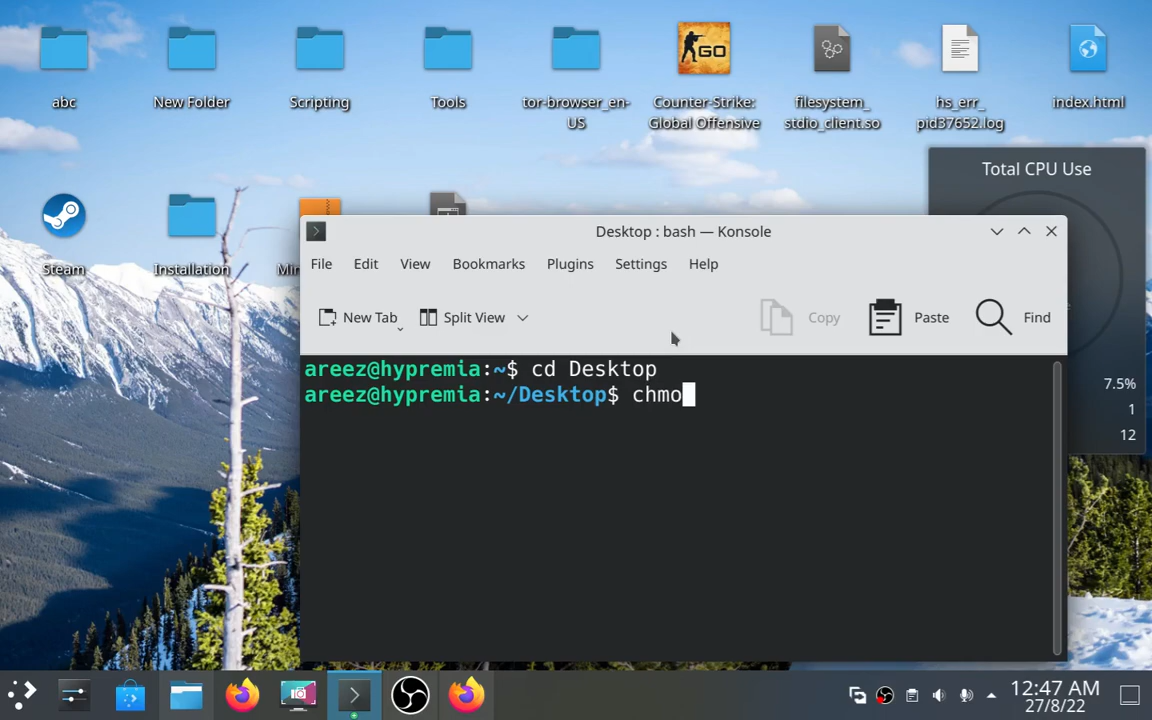 abc
New Folder
Scripting
Tools
tor-browser_en-
US
GO
Counter-Strike:
Global Offensive
filesystem_
stdio_client.so
hs_err_
pid37652.log
index.html
Total CPU Use
Steam
Installation
Desktop : bash — Konsole
File Edit View Bookmarks Plugins Settings Help
New Tab Split View Copy Paste Find
areez@hypremia:~$ cd Desktop
areez@hypremia:~/Desktop$ chmo
7.5%
1
12
12:47 AM
27/8/22